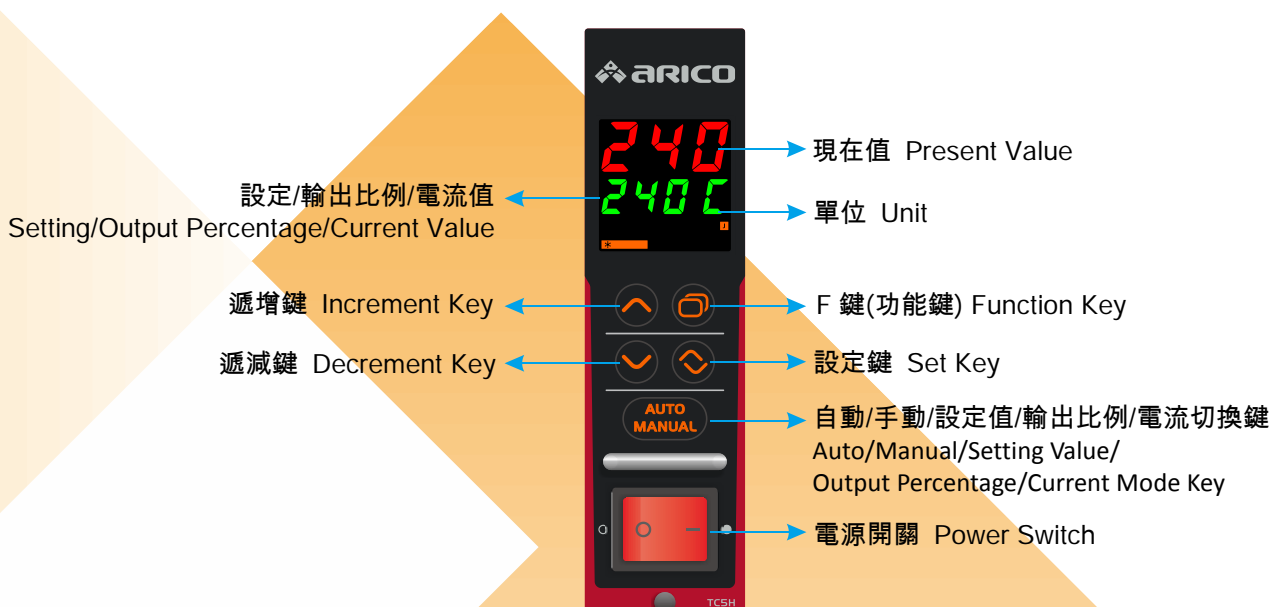 ARICO
240
240C
*
現在值 Present Value
設定/輸出比例/電流值
Setting/Output Percentage/Current Value
單位 Unit
遞增鍵 Increment Key
F 鍵(功能鍵) Function Key
遞減鍵 Decrement Key
設定鍵 Set Key
AUTO
MANUAL
自動/手動/設定值/輸出比例/電流切換鍵
Auto/Manual/Setting Value/
Output Percentage/Current Mode Key
電源開關 Power Switch
TC5H